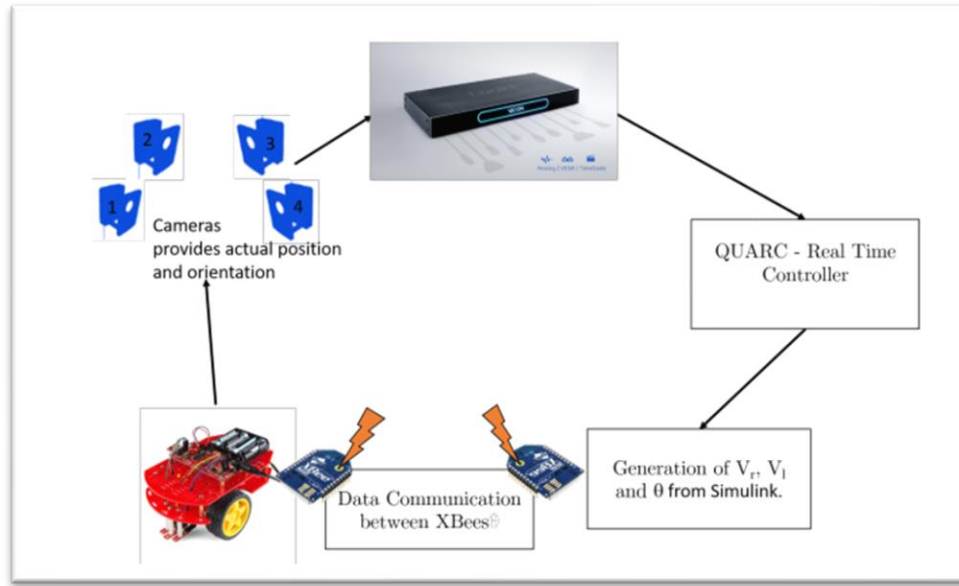 2
3
1
4
Cameras
provides actual position
and orientation
QUARC - Real Time
Controller
Generation of Vr, Vl
and θ from Simulink.
XBee
Data Communication
between XBees